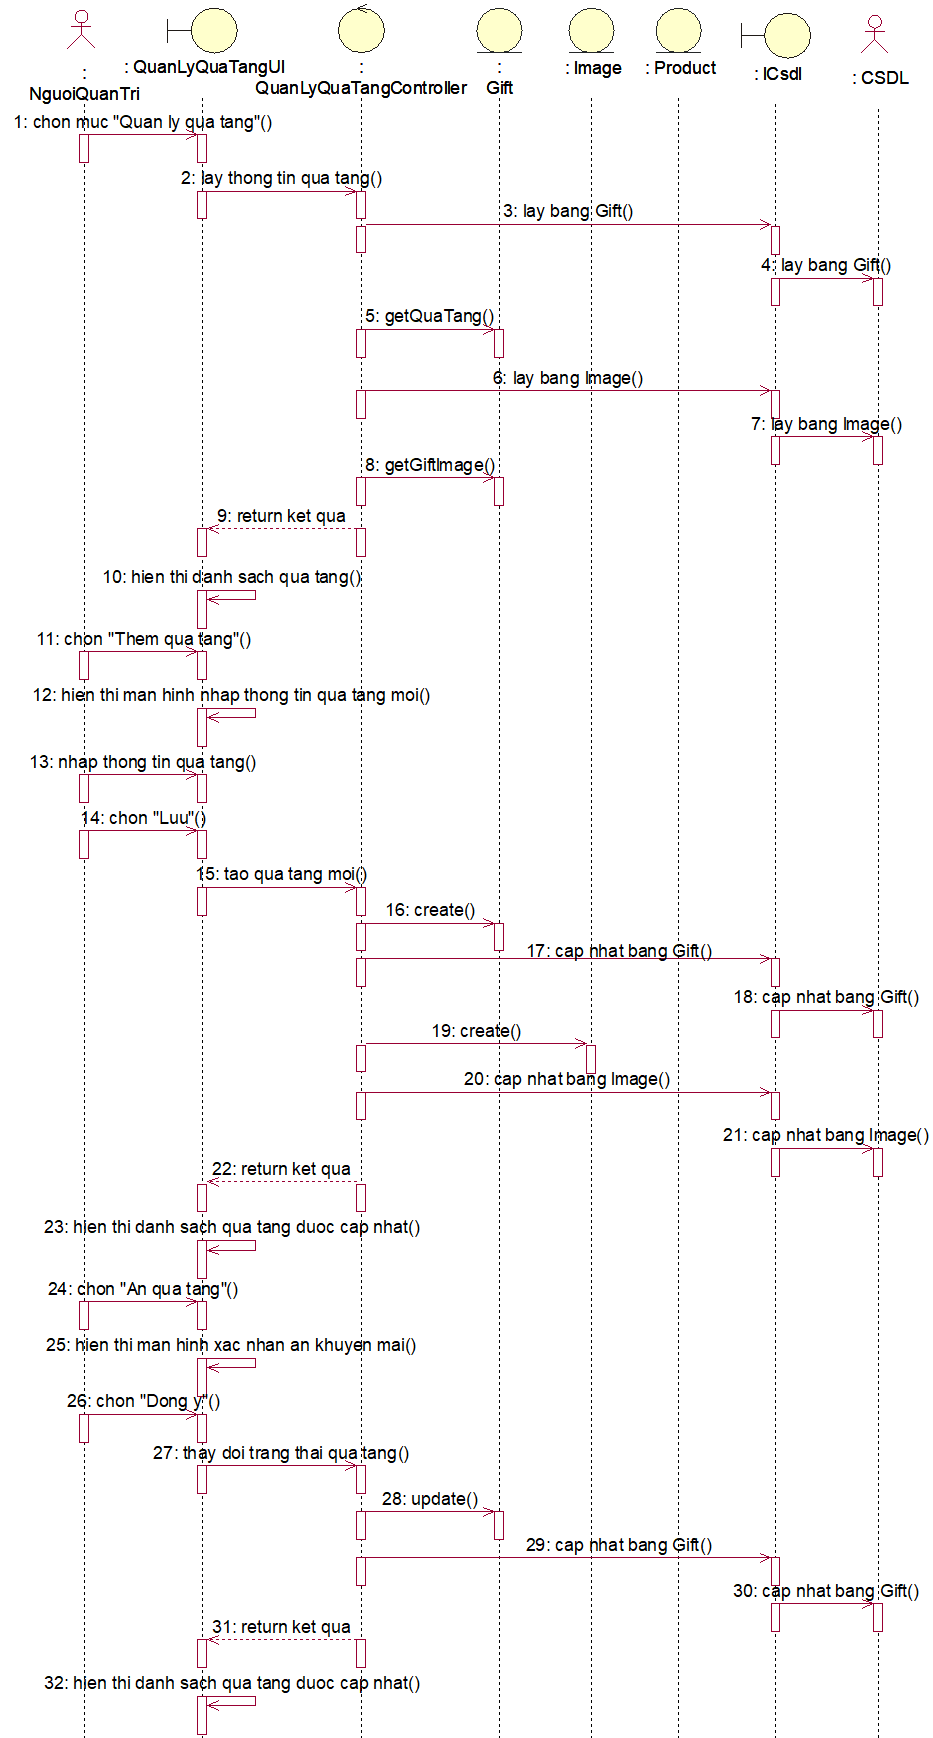 :
NguoiQuanTri
: QuanLyQuaTangUI
:
QuanLyQuaTangController
:
Gift
: Image
: Product
: ICsdl
: CSDL
1: chon muc "Quan ly qua tang"()
2: lay thong tin qua tang()
3: lay bang Gift()
4: lay bang Gift()
5: getQuaTang()
6: lay bang Image()
7: lay bang Image()
8: getGiftImage()
9: return ket qua
10: hien thi danh sach qua tang()
11: chon "Them qua tang"()
12: hien thi man hinh nhap thong tin qua tang moi()
13: nhap thong tin qua tang()
14: chon "Luu"()
15: tao qua tang moi()
16: create()
17: cap nhat bang Gift()
18: cap nhat bang Gift()
19: create()
20: cap nhat bang Image()
21: cap nhat bang Image()
22: return ket qua
23: hien thi danh sach qua tang duoc cap nhat()
24: chon "An qua tang"()
25: hien thi man hinh xac nhan an khuyen mai()
26: chon "Dong y"()
27: thay doi trang thai qua tang()
28: update()
29: cap nhat bang Gift()
30: cap nhat bang Gift()
31: return ket qua
32: hien thi danh sach qua tang duoc cap nhat()